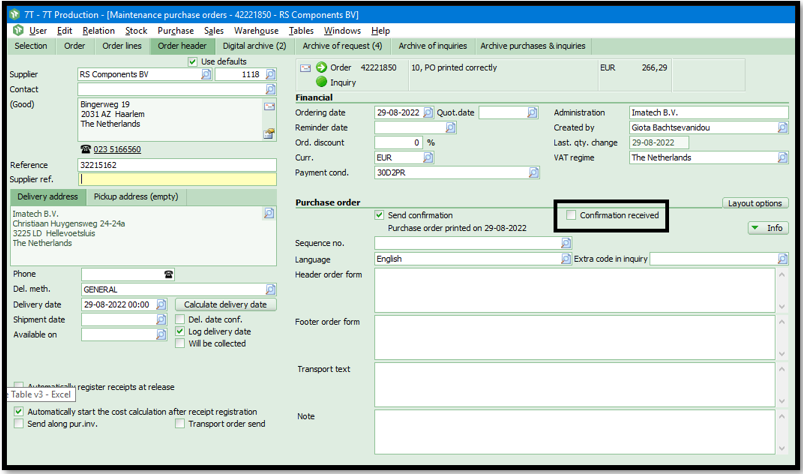 7T - 7T Production - [Maintenance purchase orders - 42221850 - RS Components BV]
User Edit Relation Stock Purchase Sales Warehouse Tables Windows Help
Selection Order Order lines Order header Digital archive (2) Archive of request (4) Archive of inquiries Archive purchases & inquiries
Use defaults
Supplier RS Components BV 1118
Contact
(Good) Bingerweg 19
2031 AZ Haarlem
The Netherlands
023 5166560
Reference 32215162
Supplier ref.
Delivery address Pickup address (empty)
Imatech B.V.
Christiaan Huygensweg 24-24a
3225 LD Hellevoetsluis
The Netherlands
Phone
Del. meth. GENERAL
Delivery date 29-08-2022 00:00 Calculate delivery date
Shipment date Del. date conf.
Log delivery date
Available on
Will be collected
Automatically register receipts at release
e Table v3 - Excel
Automatically start the cost calculation after receipt registration
Send along pur.inv. Transport order send
Order 42221850 10, PO printed correctly EUR 266,29
Inquiry
Financial
Ordering date 29-08-2022 Quot.date Administration Imatech B.V.
Reminder date Created by Giota Bachtsevanidou
Ord. discount 0 % Last. qty. change 29-08-2022
Curr. EUR VAT regime The Netherlands
Payment cond. 30D2PR
Purchase order Layout options
Send confirmation Confirmation received
Purchase order printed on 29-08-2022 Info
Sequence no.
Language English Extra code in inquiry
Header order form
Footer order form
Transport text
Note